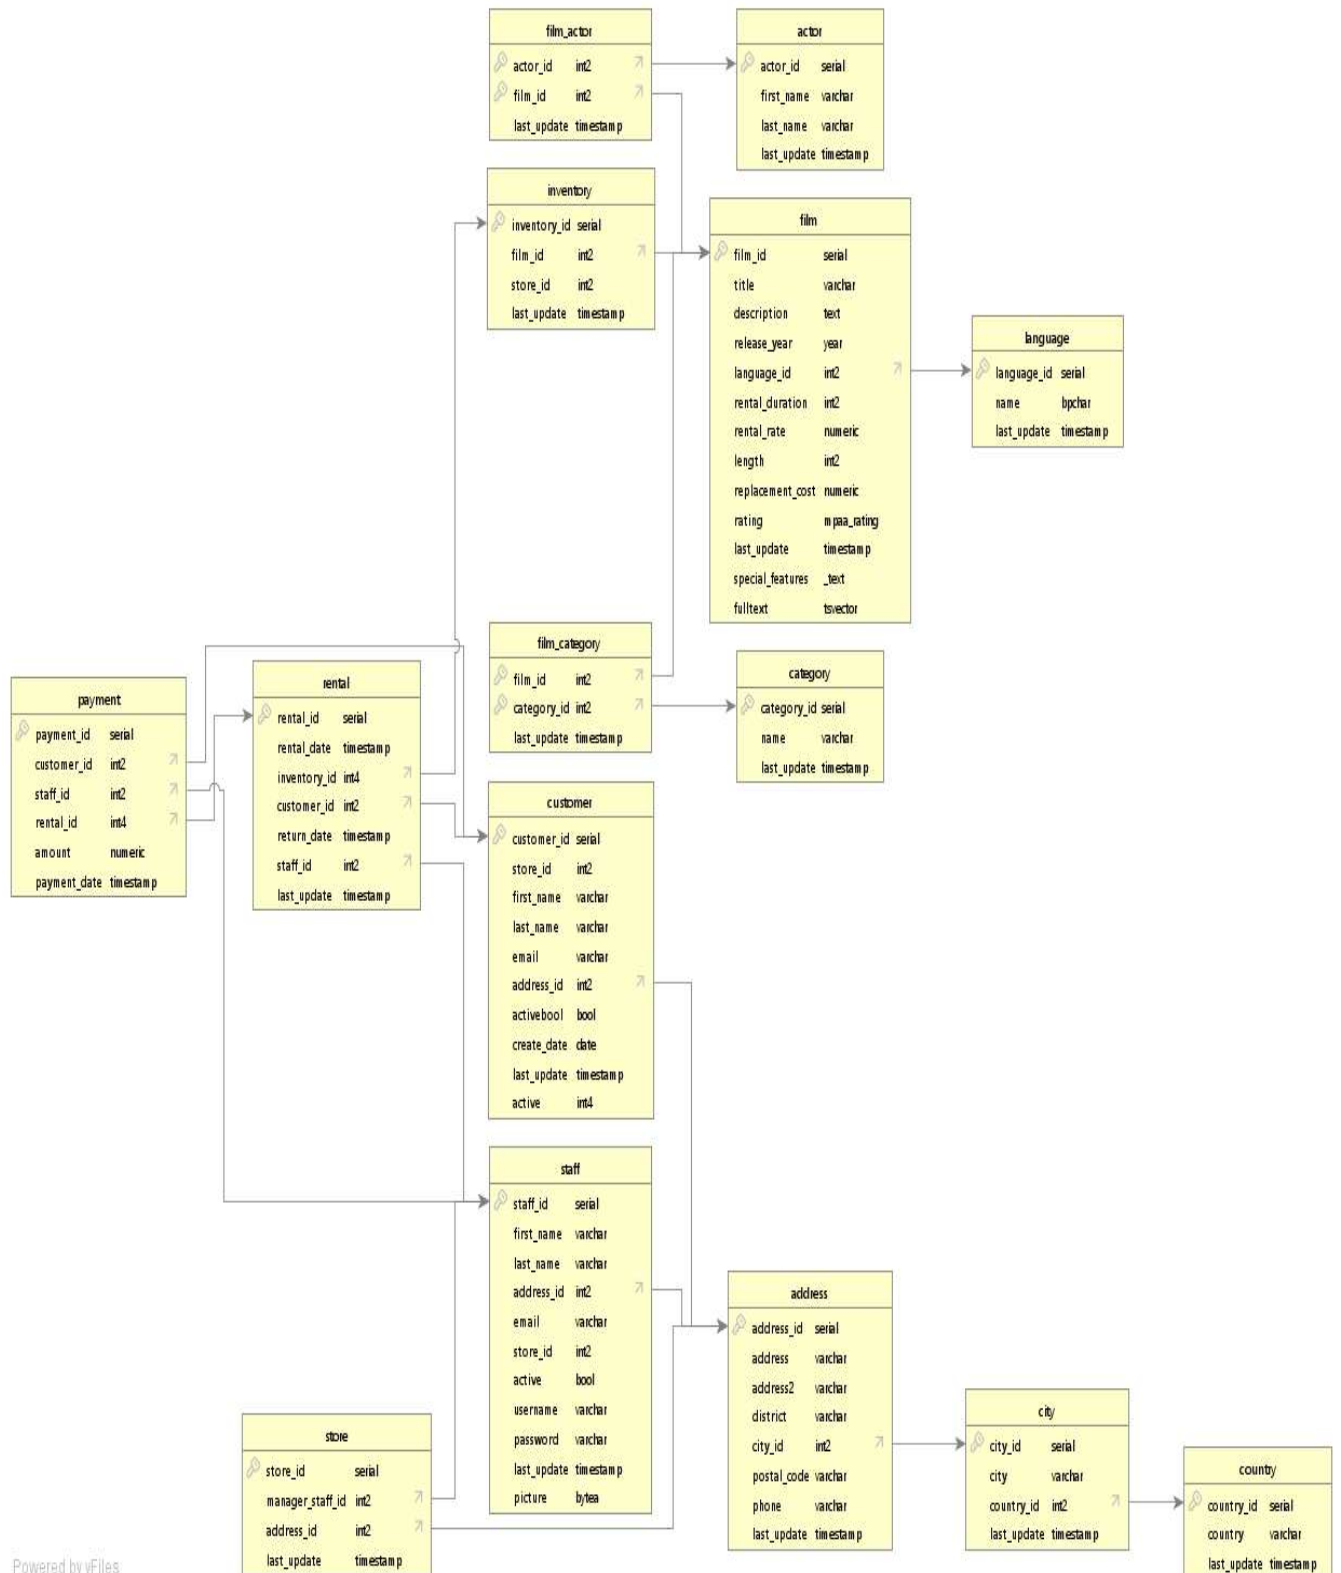 film_actor
actor_id int2
film_id int2
last_update timestamp
actor
actor_id serial
first_name varchar
last_name varchar
last_update timestamp
inventory
inventory_id serial
film_id int2
store_id int2
last_update timestamp
film
film_id serial
title varchar
description text
release_year year
language_id int2
rental_duration int2
rental_rate numeric
length int2
replacement_cost numeric
rating mpaa_rating
last_update timestamp
special_features _text
fulltext tsvector
language
language_id serial
name bpchar
last_update timestamp
film_category
film_id int2
category_id int2
last_update timestamp
category
category_id serial
name varchar
last_update timestamp
payment
payment_id serial
customer_id int2
staff_id int2
rental_id int4
amount numeric
payment_date timestamp
rental
rental_id serial
rental_date timestamp
inventory_id int4
customer_id int2
return_date timestamp
staff_id int2
last_update timestamp
customer
customer_id serial
store_id int2
first_name varchar
last_name varchar
email varchar
address_id int2
activebool bool
create_date date
last_update timestamp
active int4
staff
staff_id serial
first_name varchar
last_name varchar
address_id int2
email varchar
store_id int2
active bool
username varchar
password varchar
last_update timestamp
picture bytea
store
store_id serial
manager_staff_id int2
address_id int2
last_update timestamp
address
address_id serial
address varchar
address2 varchar
district varchar
city_id int2
postal_code varchar
phone varchar
last_update timestamp
city
city_id serial
city varchar
country_id int2
last_update timestamp
country
country_id serial
country varchar
last_update timestamp
Powered by yFiles